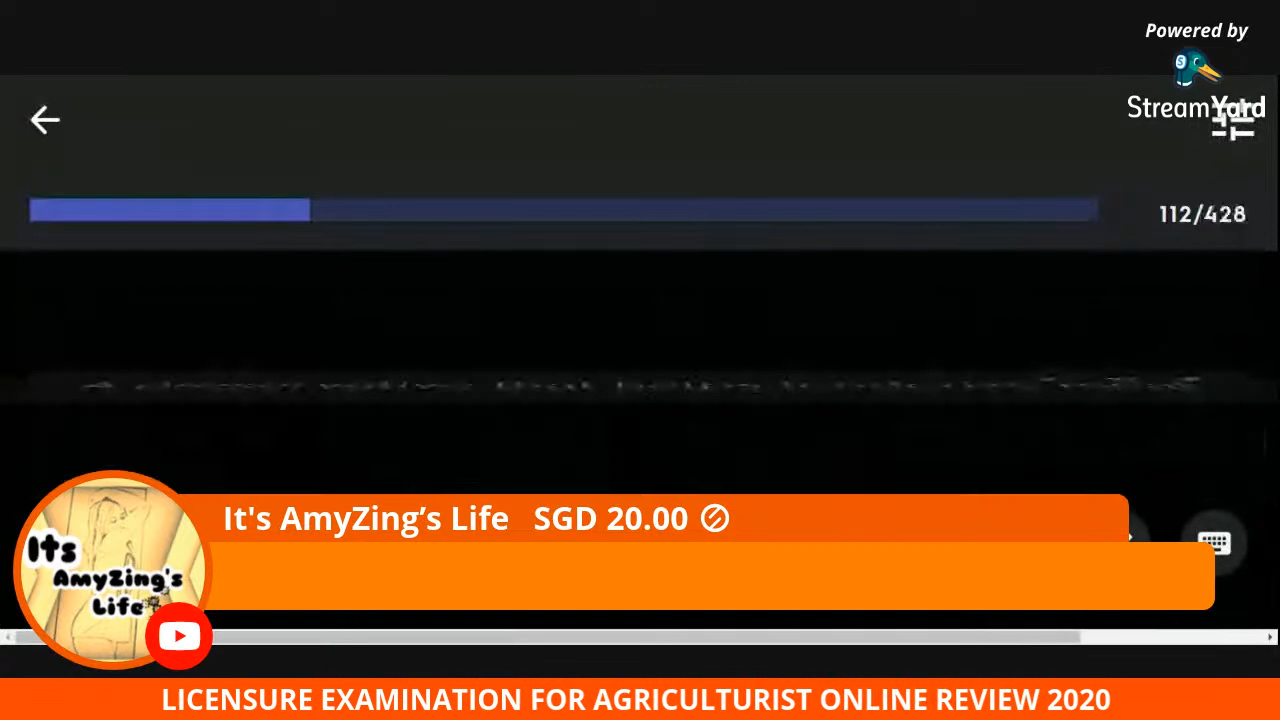 Powered by
StreamYard
112/428
It's AmyZing’s Life SGD 20.00
Its
AmyZing's
Life
LICENSURE EXAMINATION FOR AGRICULTURIST ONLINE REVIEW 2020